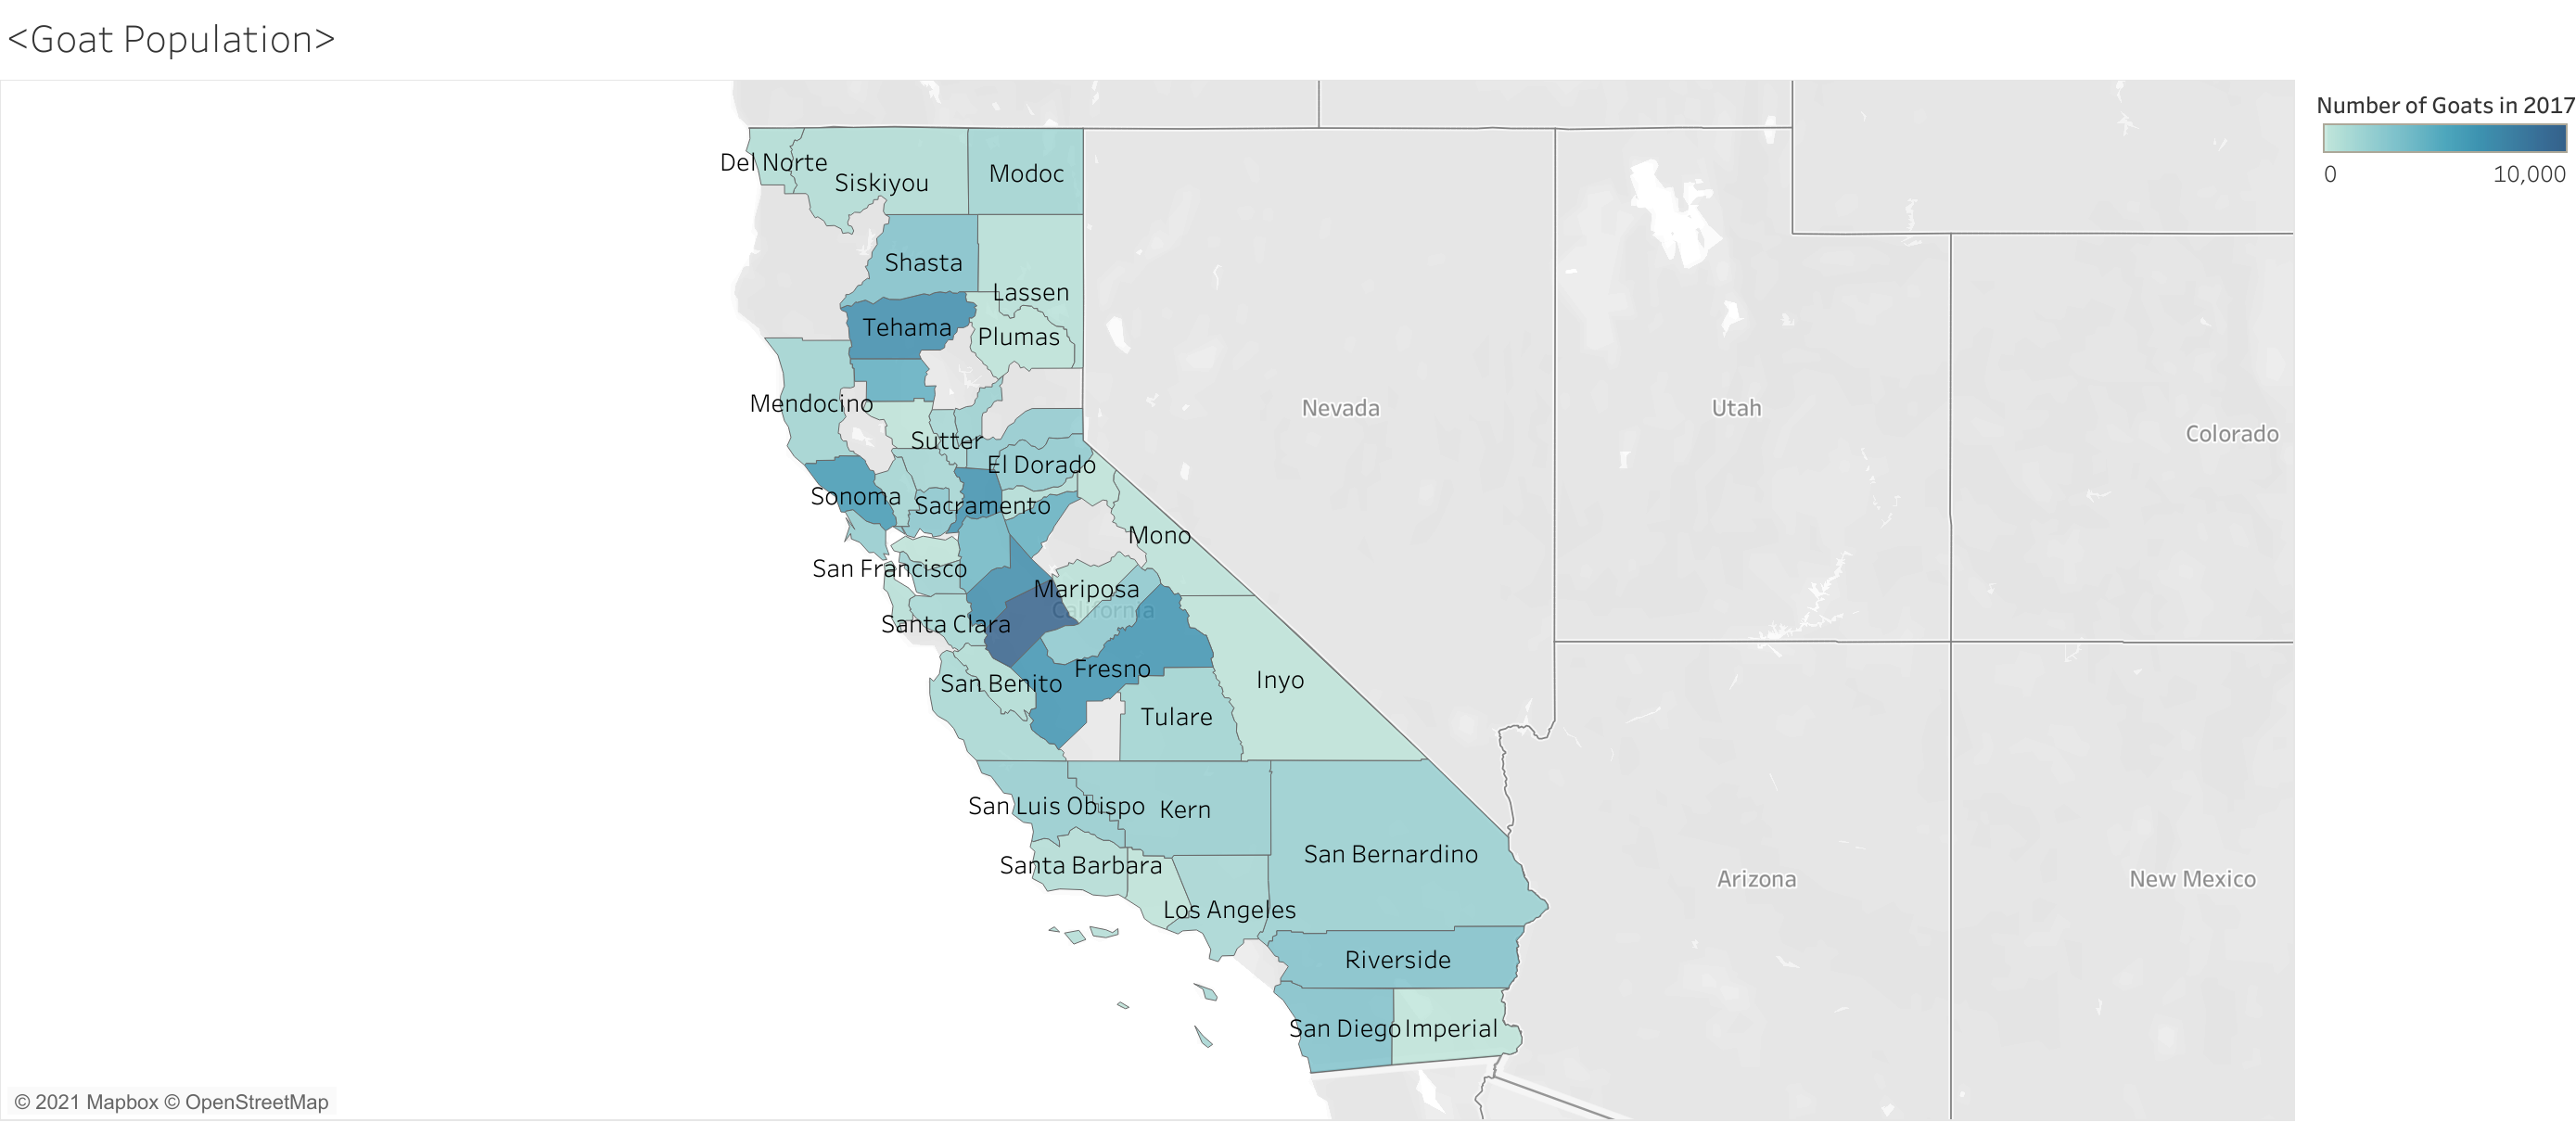 <Goat Population>
Number of Goats in 2017
0 10,000
Del Norte
Siskiyou
Modoc
Shasta
Lassen
Tehama
Plumas
Mendocino
Nevada
Utah
Colorado
Sutter
El Dorado
Sonoma
Sacramento
Mono
San Francisco
Mariposa
California
Santa Clara
Fresno
Inyo
San Benito
Tulare
San Luis Obispo
Kern
San Bernardino
Santa Barbara
Arizona
New Mexico
Los Angeles
Riverside
San Diego
Imperial
© 2021 Mapbox © OpenStreetMap